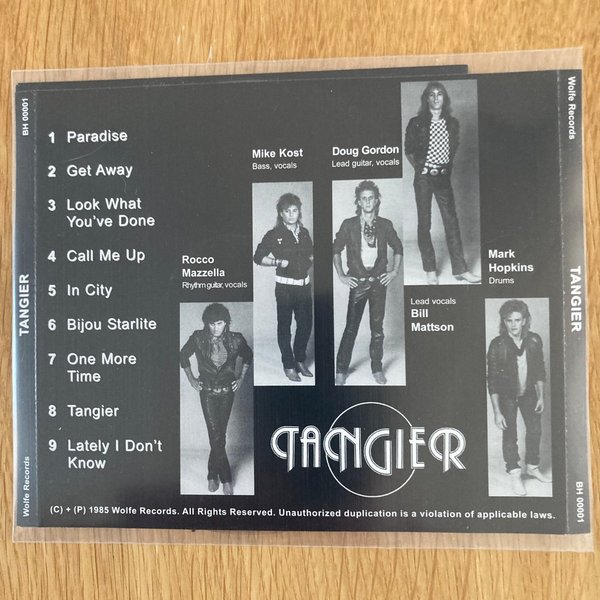 BH 00001
TANGIER
Wolfe Records
1 Paradise
2 Get Away
3 Look What
You've Done
4 Call Me Up
5 In City
6 Bijou Starlite
7 One More
Time
8 Tangier
9 Lately I Don't
Know
Rocco
Mazzella
Rhythm guitar, vocals
Mike Kost
Bass, vocals
Doug Gordon
Lead guitar, vocals
Lead vocals
Bill
Mattson
Mark
Hopkins
Drums
TANGIER
(C) + (P) 1985 Wolfe Records. All Rights Reserved. Unauthorized duplication is a violation of applicable laws.
Wolfe Records
TANGIER
BH 00001